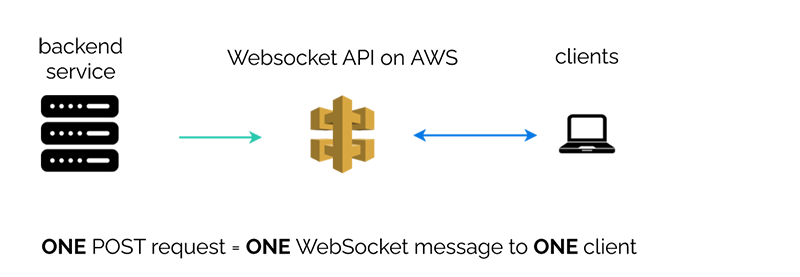 backend
service
Websocket API on AWS
clients
ONE POST request = ONE WebSocket message to ONE client